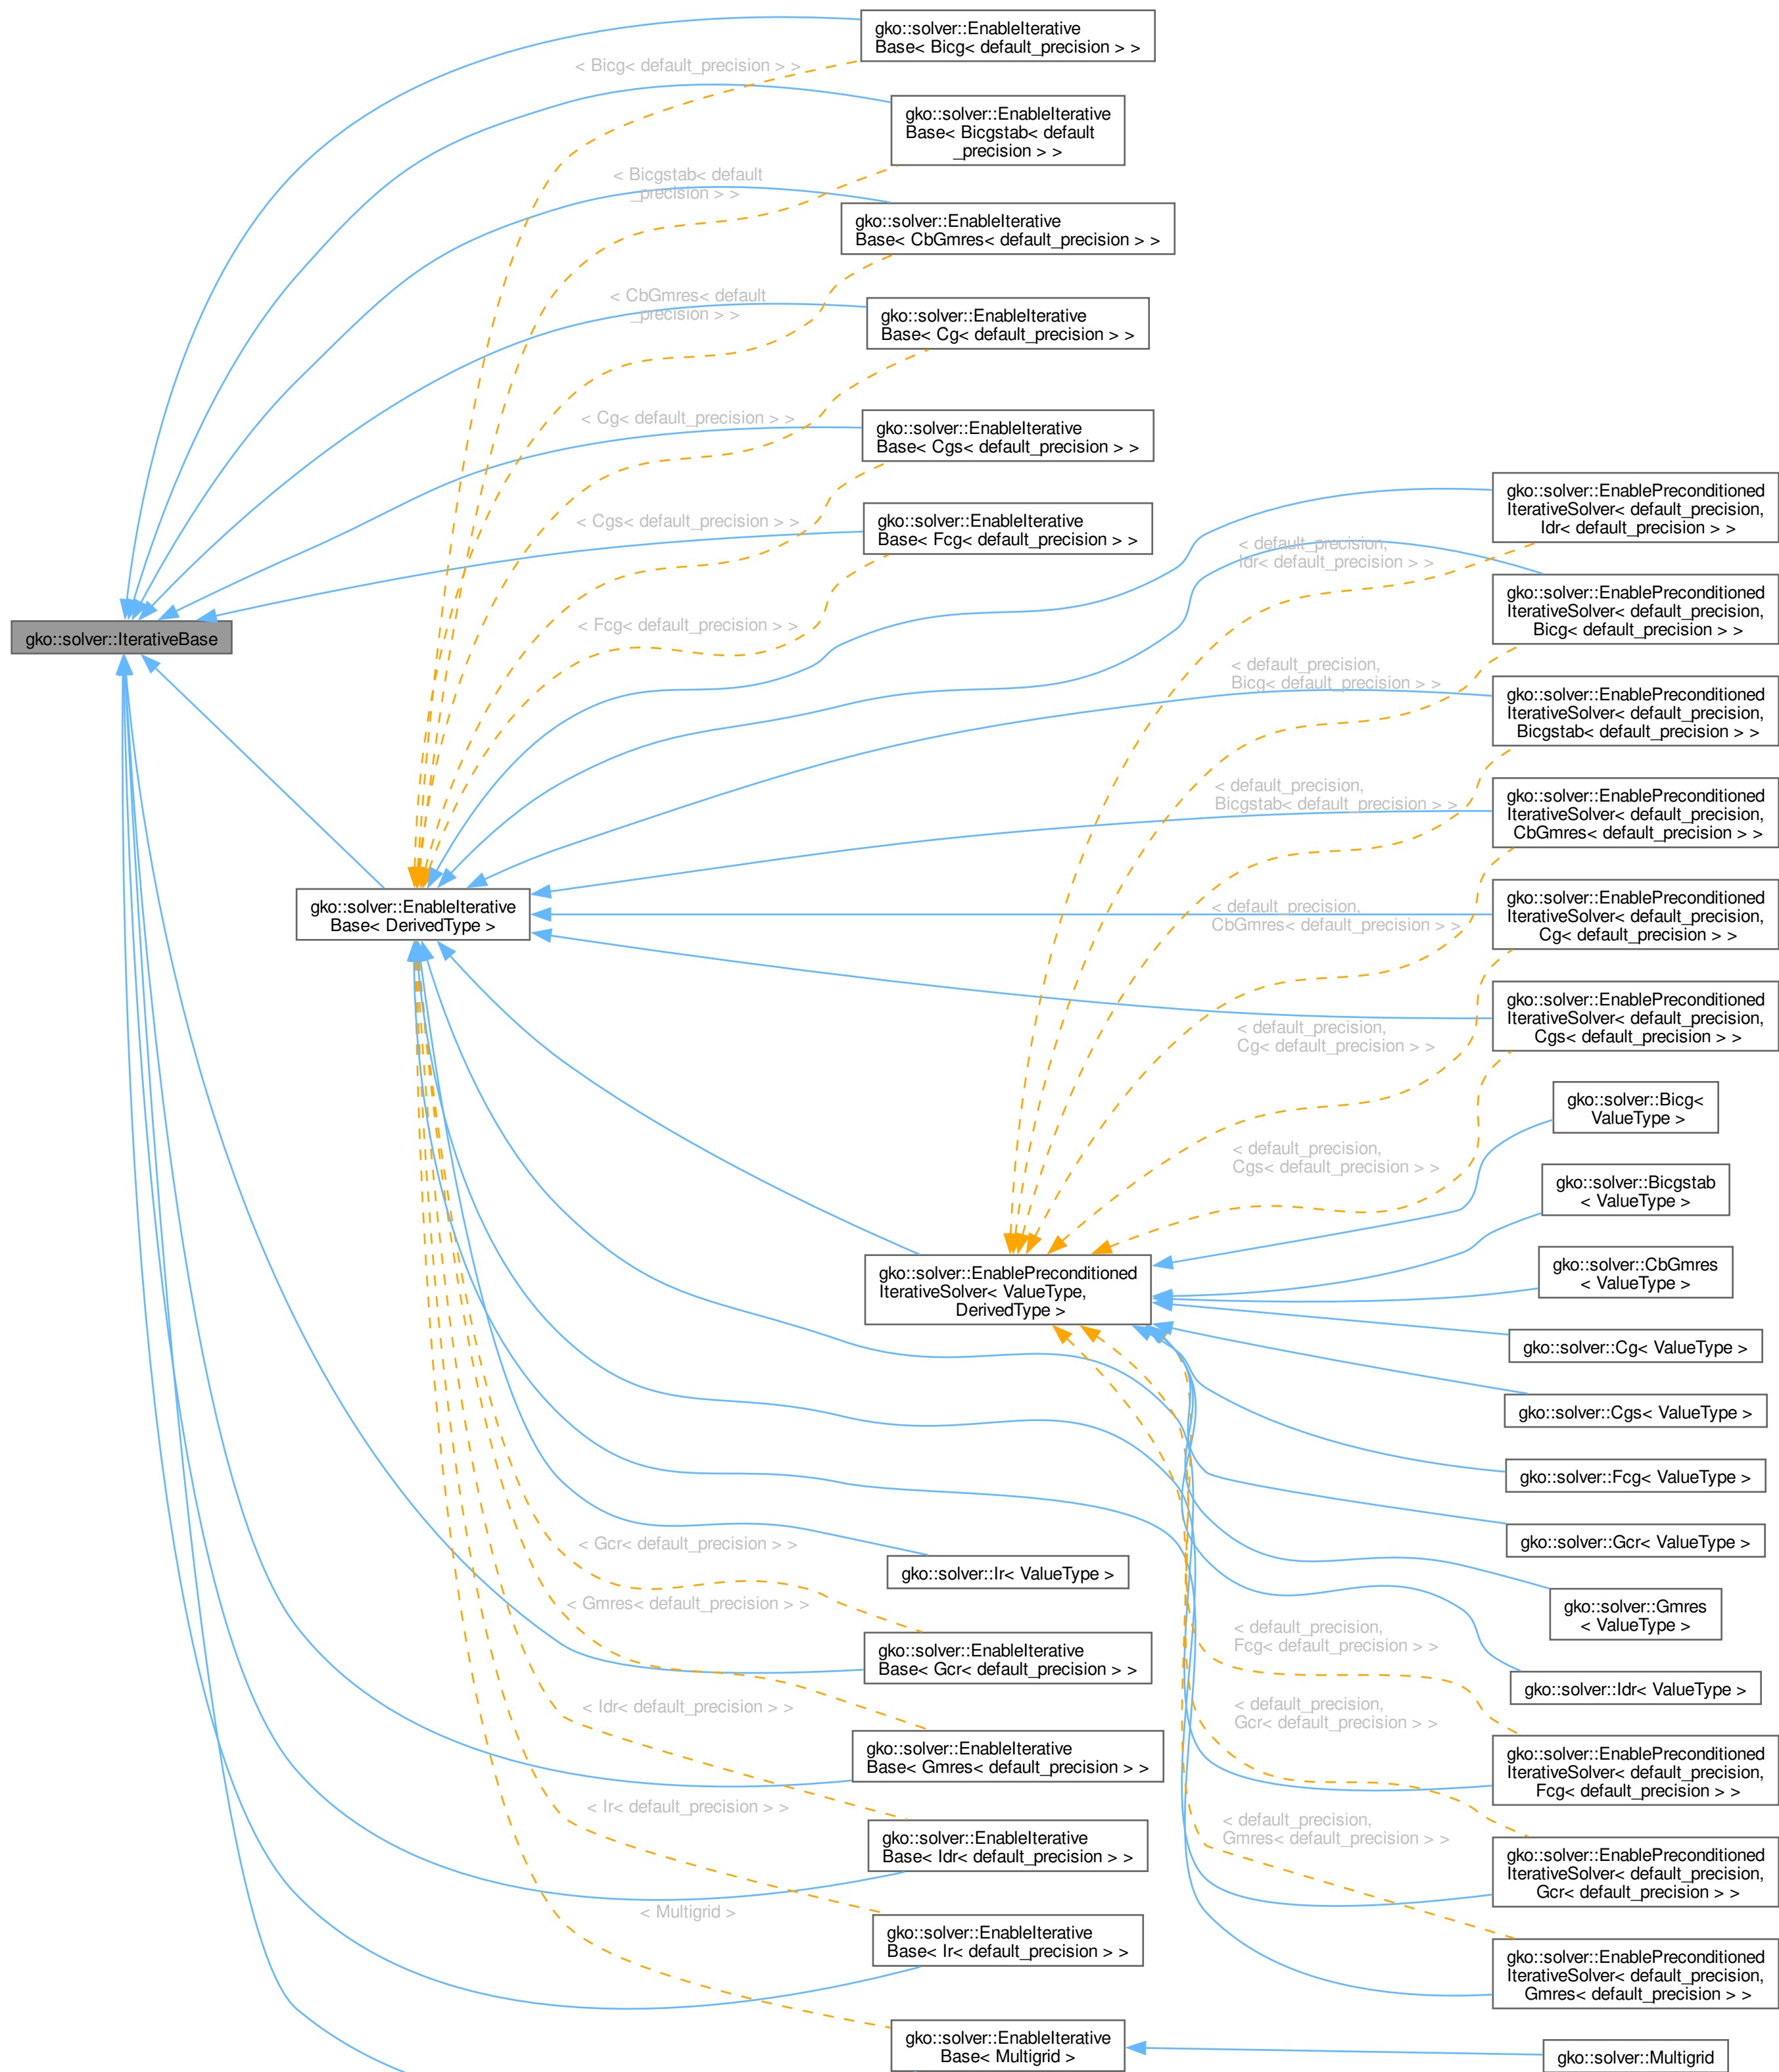 gko::solver::EnableIterative
Base< Bicg< default_precision > >
< Bicg< default_precision > >
gko::solver::EnableIterative
Base< Bicgstab< default
_precision > >
< Bicgstab< default
_precision > >
gko::solver::EnableIterative
Base< CbGmres< default_precision > >
< CbGmres< default
_precision > >
gko::solver::EnableIterative
Base< Cg< default_precision > >
< Cg< default_precision > >
gko::solver::EnableIterative
Base< Cgs< default_precision > >
< Cgs< default_precision > >
gko::solver::EnableIterative
Base< Fcg< default_precision > >
< Fcg< default_precision > >
gko::solver::IterativeBase
gko::solver::EnableIterative
Base< DerivedType >
gko::solver::EnablePreconditioned
IterativeSolver< default_precision,
Idr< default_precision > >
< default_precision,
Idr< default_precision > >
gko::solver::EnablePreconditioned
IterativeSolver< default_precision,
Bicg< default_precision > >
< default_precision,
Bicg< default_precision > >
gko::solver::EnablePreconditioned
IterativeSolver< default_precision,
Bicgstab< default_precision > >
< default_precision,
Bicgstab< default_precision > >
gko::solver::EnablePreconditioned
IterativeSolver< default_precision,
CbGmres< default_precision > >
< default_precision,
CbGmres< default_precision > >
gko::solver::EnablePreconditioned
IterativeSolver< default_precision,
Cg< default_precision > >
< default_precision,
Cg< default_precision > >
gko::solver::EnablePreconditioned
IterativeSolver< default_precision,
Cgs< default_precision > >
< default_precision,
Cgs< default_precision > >
gko::solver::Bicg<
ValueType >
gko::solver::Bicgstab
< ValueType >
gko::solver::CbGmres
< ValueType >
gko::solver::EnablePreconditioned
IterativeSolver< ValueType,
DerivedType >
gko::solver::Cg< ValueType >
gko::solver::Cgs< ValueType >
gko::solver::Fcg< ValueType >
gko::solver::Gcr< ValueType >
gko::solver::Gmres
< ValueType >
gko::solver::Idr< ValueType >
gko::solver::Ir< ValueType >
< Gcr< default_precision > >
gko::solver::EnableIterative
Base< Gcr< default_precision > >
< Gmres< default_precision > >
gko::solver::EnableIterative
Base< Gmres< default_precision > >
< Idr< default_precision > >
gko::solver::EnableIterative
Base< Idr< default_precision > >
< Ir< default_precision > >
gko::solver::EnableIterative
Base< Ir< default_precision > >
< Multigrid >
gko::solver::EnableIterative
Base< Multigrid >
< default_precision,
Fcg< default_precision > >
gko::solver::EnablePreconditioned
IterativeSolver< default_precision,
Fcg< default_precision > >
< default_precision,
Gcr< default_precision > >
gko::solver::EnablePreconditioned
IterativeSolver< default_precision,
Gcr< default_precision > >
< default_precision,
Gmres< default_precision > >
gko::solver::EnablePreconditioned
IterativeSolver< default_precision,
Gmres< default_precision > >
gko::solver::Multigrid